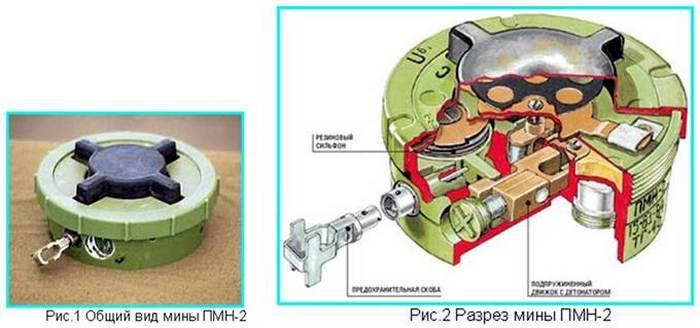 РЕЗИНОВЫЙ
СИЛЬФОН
ПМН-2
ПРЕДОХРАНИТЕЛЬНАЯ СКОБА
ПОДПРУЖИНЕННЫЙ
ДВИЖОК С ДЕТОНАТОРОМ
Рис.1 Общий вид мины ПМН-2
Рис.2 Разрез мины ПМН-2